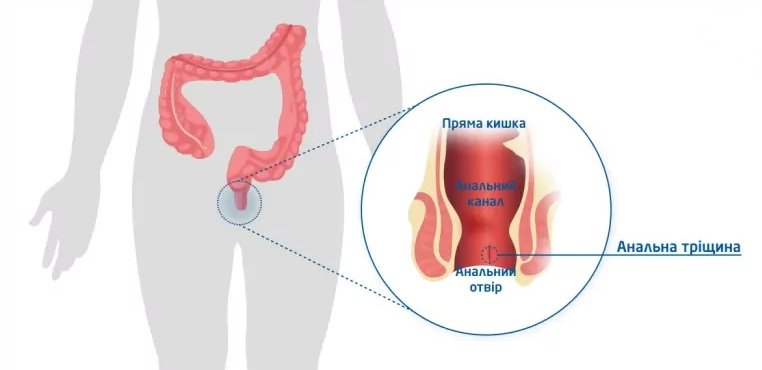 Пряма кишка
Анальний
канал
Анальна тріщина
Анальний
отвір